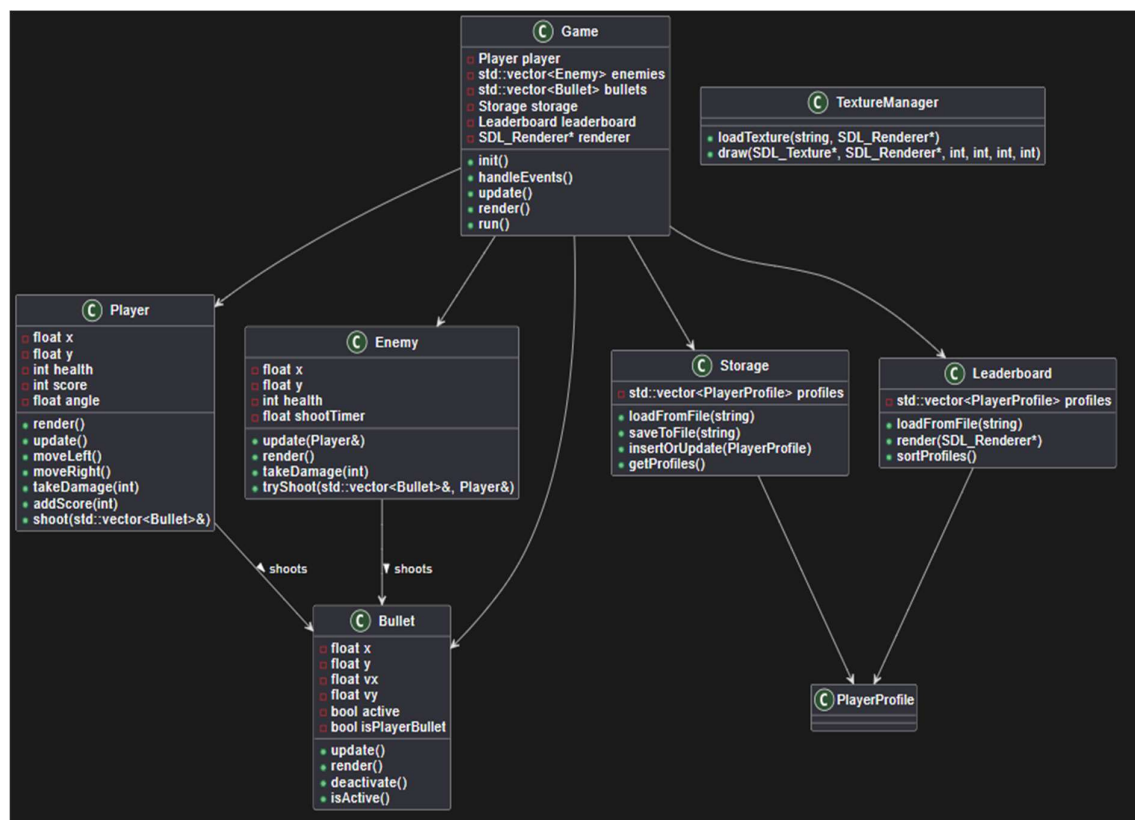 C Game
Player player
std::vector<Enemy> enemies
std::vector<Bullet> bullets
Storage storage
Leaderboard leaderboard
SDL_Renderer* renderer
init()
handleEvents()
update()
render()
run()
C TextureManager
loadTexture(string, SDL_Renderer*)
draw(SDL_Texture*, SDL_Renderer*, int, int, int, int)
C Player
float x
float y
int health
int score
float angle
render()
update()
moveLeft()
moveRight()
takeDamage(int)
addScore(int)
shoot(std::vector<Bullet>&)
C Enemy
float x
float y
int health
float shootTimer
update(Player&)
render()
takeDamage(int)
tryShoot(std::vector<Bullet>&, Player&)
C Storage
std::vector<PlayerProfile> profiles
loadFromFile(string)
saveToFile(string)
insertOrUpdate(PlayerProfile)
getProfiles()
C Leaderboard
std::vector<PlayerProfile> profiles
loadFromFile(string)
render(SDL_Renderer*)
sortProfiles()
shoots
shoots
C Bullet
float x
float y
float vx
float vy
bool active
bool isPlayerBullet
update()
render()
deactivate()
isActive()
C PlayerProfile